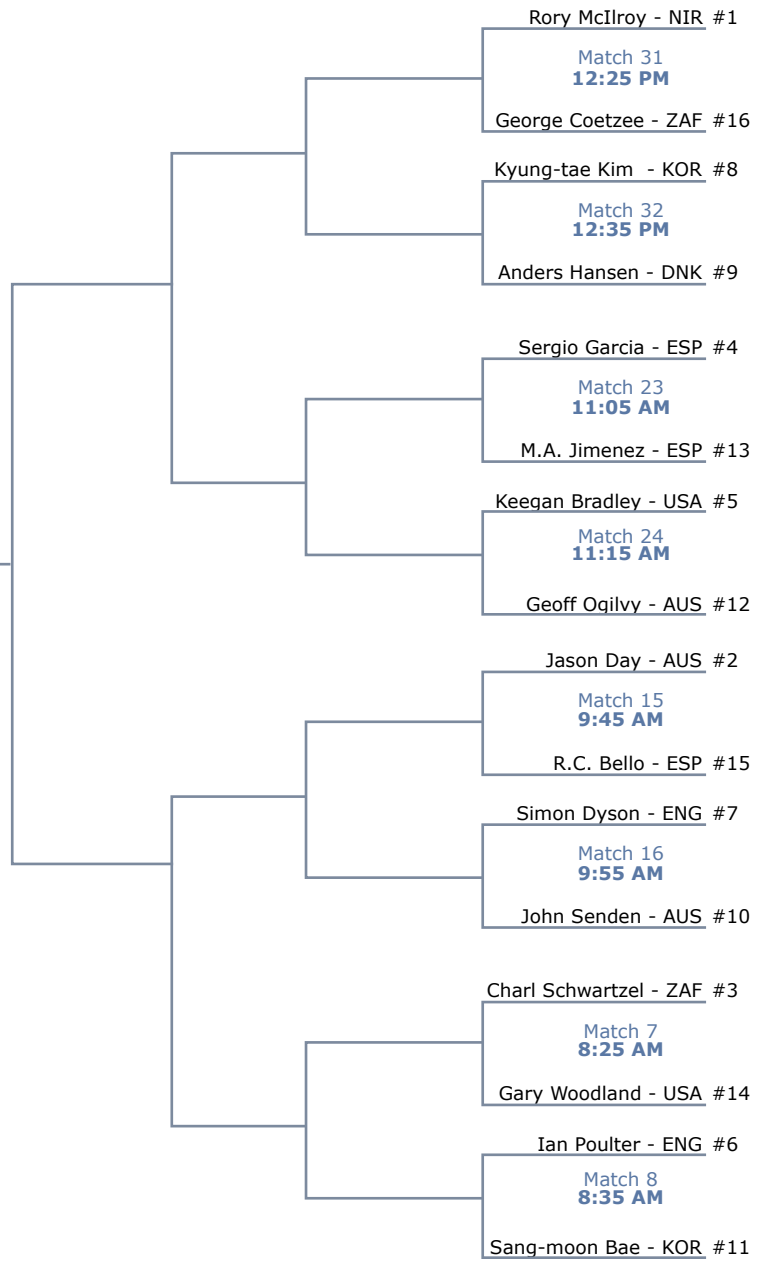 Rory McIlroy - NIR #1
Match 31
12:25 PM
George Coetzee - ZAF #16
Kyung-tae Kim - KOR #8
Match 32
12:35 PM
Anders Hansen - DNK #9
Sergio Garcia - ESP #4
Match 23
11:05 AM
M.A. Jimenez - ESP #13
Keegan Bradley - USA #5
Match 24
11:15 AM
Geoff Ogilvy - AUS #12
Jason Day - AUS #2
Match 15
9:45 AM
R.C. Bello - ESP #15
Simon Dyson - ENG #7
Match 16
9:55 AM
John Senden - AUS #10
Charl Schwartzel - ZAF #3
Match 7
8:25 AM
Gary Woodland - USA #14
Ian Poulter - ENG #6
Match 8
8:35 AM
Sang-moon Bae - KOR #11